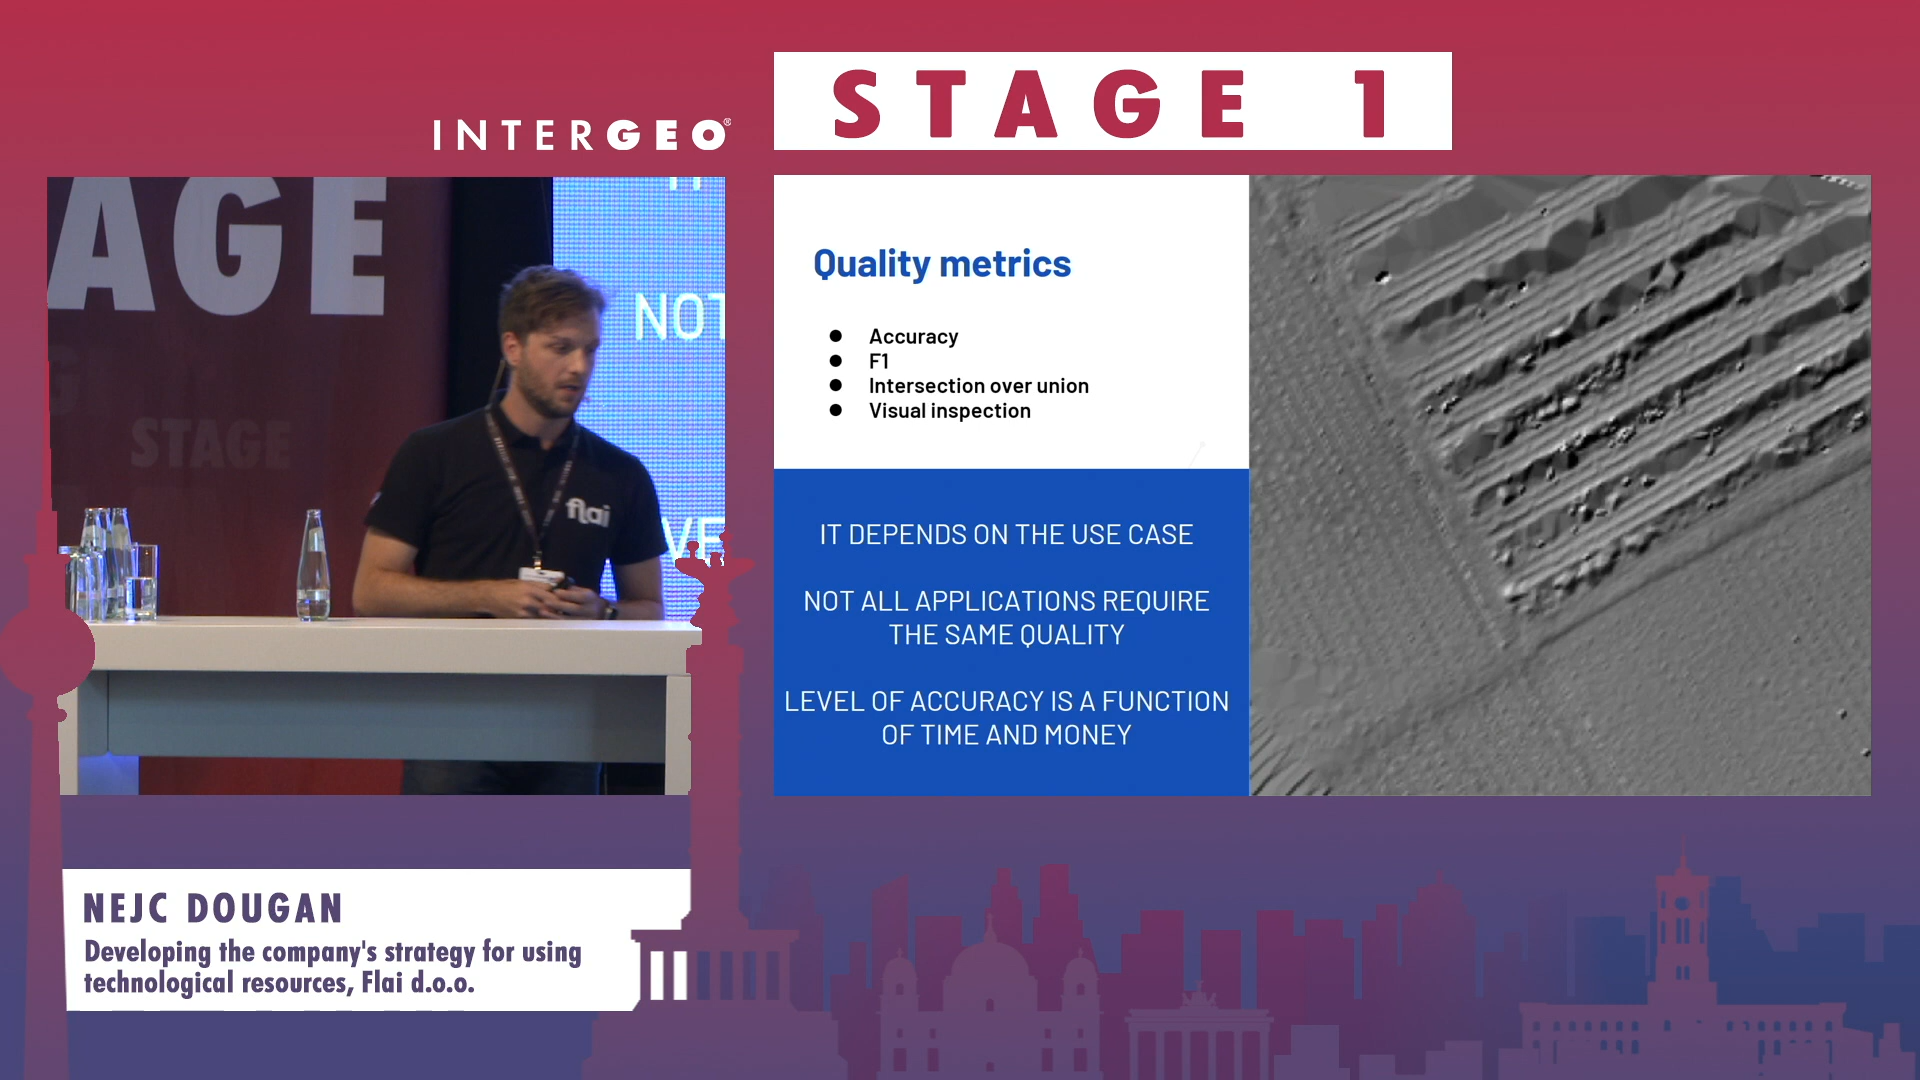 STAGE 1
INTERGEO®
AGE
STAGE
NOT
VE
flai
Quality metrics
● Accuracy
● F1
● Intersection over union
● Visual inspection
IT DEPENDS ON THE USE CASE
NOT ALL APPLICATIONS REQUIRE
THE SAME QUALITY
LEVEL OF ACCURACY IS A FUNCTION
OF TIME AND MONEY
NEJC DOUGAN
Developing the company's strategy for using
technological resources, Flai d.o.o.